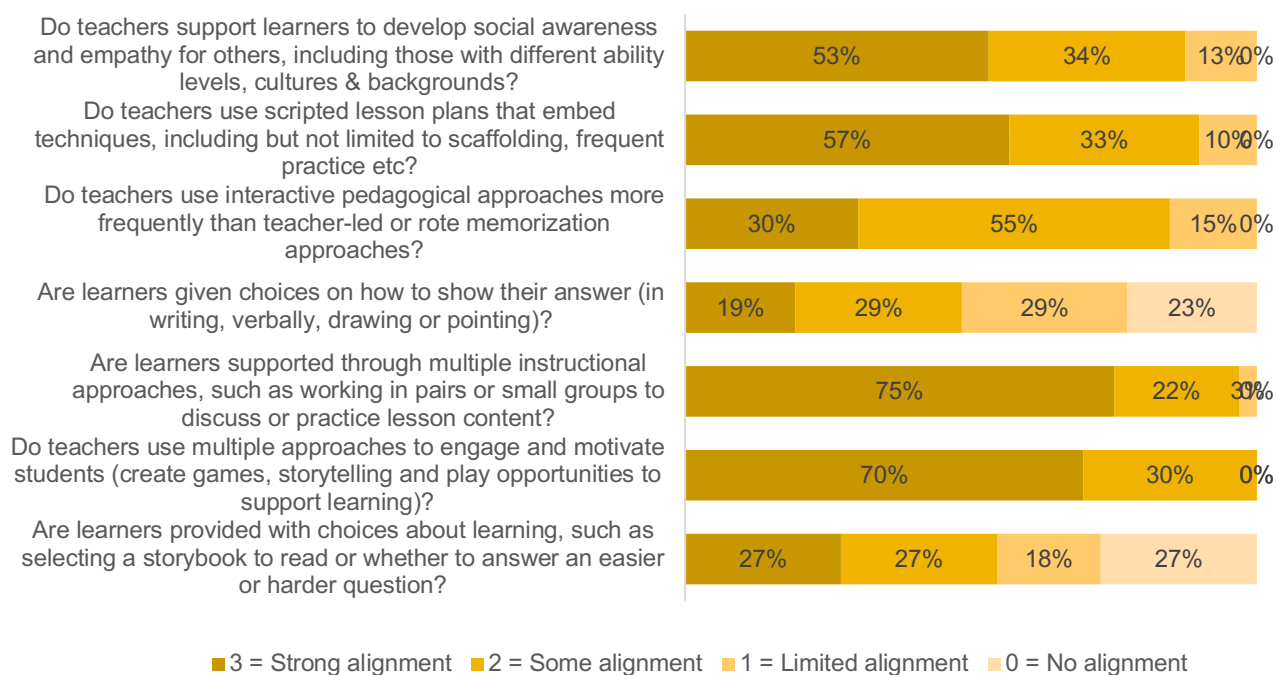 Do teachers support learners to develop social awareness
and empathy for others, including those with different ability
levels, cultures & backgrounds?
53% 34% 13% 0%
Do teachers use scripted lesson plans that embed
techniques, including but not limited to scaffolding, frequent
practice etc?
57% 33% 10% 0%
Do teachers use interactive pedagogical approaches more
frequently than teacher-led or rote memorization
approaches?
30% 55% 15% 0%
Are learners given choices on how to show their answer (in
writing, verbally, drawing or pointing)?
19% 29% 29% 23%
Are learners supported through multiple instructional
approaches, such as working in pairs or small groups to
discuss or practice lesson content?
75% 22% 3% 0%
Do teachers use multiple approaches to engage and motivate
students (create games, storytelling and play opportunities to
support learning)?
70% 30% 0% 0%
Are learners provided with choices about learning, such as
selecting a storybook to read or whether to answer an easier
or harder question?
27% 27% 18% 27%
3 = Strong alignment 2 = Some alignment 1 = Limited alignment 0 = No alignment